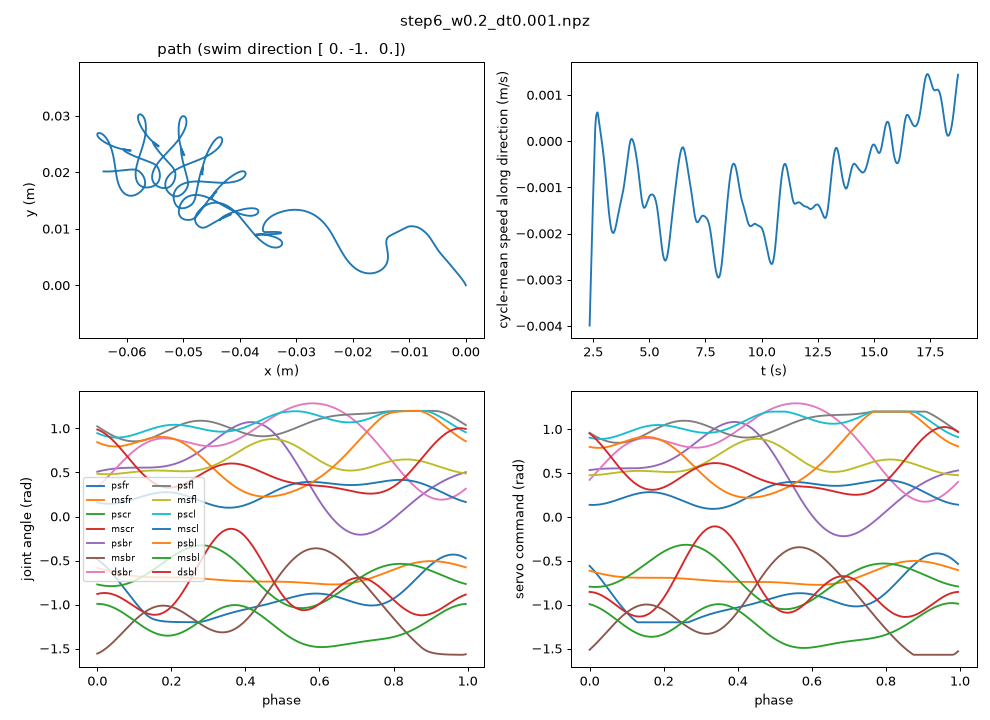 step6_w0.2_dt0.001.npz
path (swim direction [ 0. -1.  0.])
y (m)
0.03
0.02
0.01
0.00
−0.06 −0.05 −0.04 −0.03 −0.02 −0.01 0.00
x (m)
cycle-mean speed along direction (m/s)
0.001
0.000
−0.001
−0.002
−0.003
−0.004
2.5 5.0 7.5 10.0 12.5 15.0 17.5
t (s)
joint angle (rad)
1.0
0.5
0.0
−0.5
−1.0
−1.5
psfr psfl
msfr msfl
pscr pscl
mscr mscl
psbr psbl
msbr msbl
dsbr dsbl
0.0 0.2 0.4 0.6 0.8 1.0
phase
servo command (rad)
1.0
0.5
0.0
−0.5
−1.0
−1.5
0.0 0.2 0.4 0.6 0.8 1.0
phase